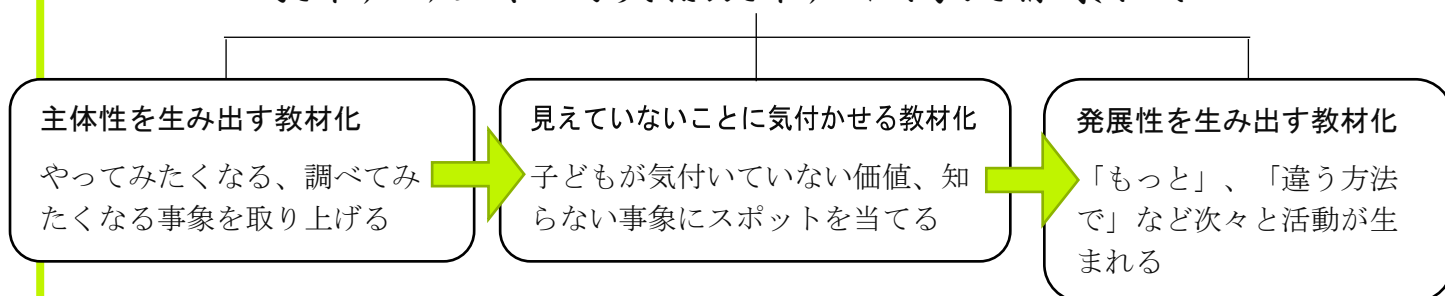 主体性を生み出す教材化
やってみたくなる、調べてみ
たくなる事象を取り上げる
見えていないことに気付かせる教材化
子どもが気付いていない価値、知
らない事象にスポットを当てる
発展性を生み出す教材化
「もっと」、「違う方法
で」など次々と活動が生
まれる